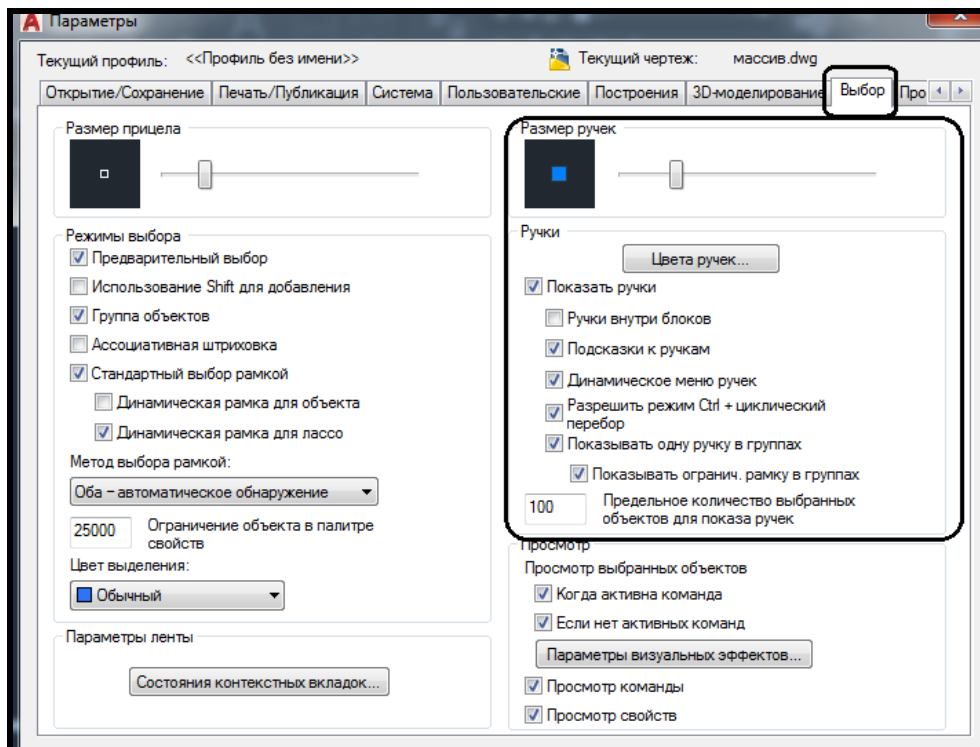 Параметры
Текущий профиль: <<Профиль без имени>> Текущий чертеж: массив.dwg
Открытие/Сохранение Печать/Публикация Система Пользовательские Построения 3D-моделирование Выбор Про
Размер прицела
Размер ручек
Режимы выбора
Предварительный выбор
Использование Shift для добавления
Группа объектов
Ассоциативная штриховка
Стандартный выбор рамкой
Динамическая рамка для объекта
Динамическая рамка для лассо
Метод выбора рамкой:
Оба – автоматическое обнаружение
25000 Ограничение объекта в палитре
свойств
Цвет выделения:
Обычный
Параметры ленты
Состояния контекстных вкладок...
Ручки
Цвета ручек...
Показать ручки
Ручки внутри блоков
Подсказки к ручкам
Динамическое меню ручек
Разрешить режим Ctrl + циклический
перебор
Показывать одну ручку в группах
Показывать огранич. рамку в группах
100 Предельное количество выбранных
объектов для показа ручек
Просмотр
Просмотр выбранных объектов
Когда активна команда
Если нет активных команд
Параметры визуальных эффектов...
Просмотр команды
Просмотр свойств